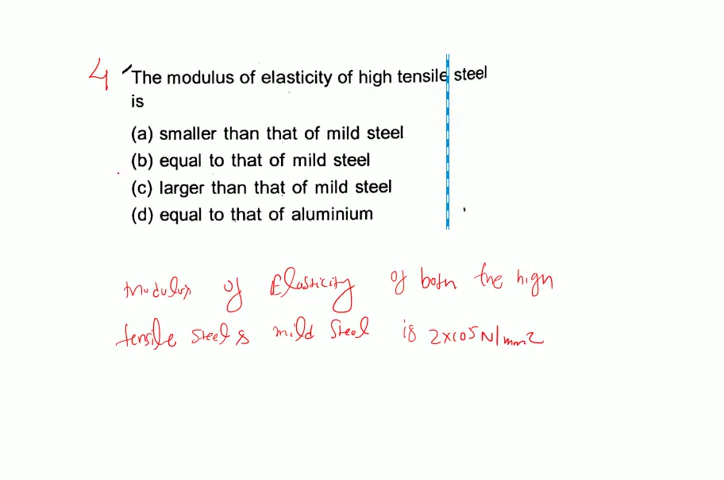 4 The modulus of elasticity of high tensile steel
is
(a) smaller than that of mild steel
(b) equal to that of mild steel
(c) larger than that of mild steel
(d) equal to that of aluminium
modulus of Elasticity of both the high
tensile steel & mild steel is 2x105 N/mm2